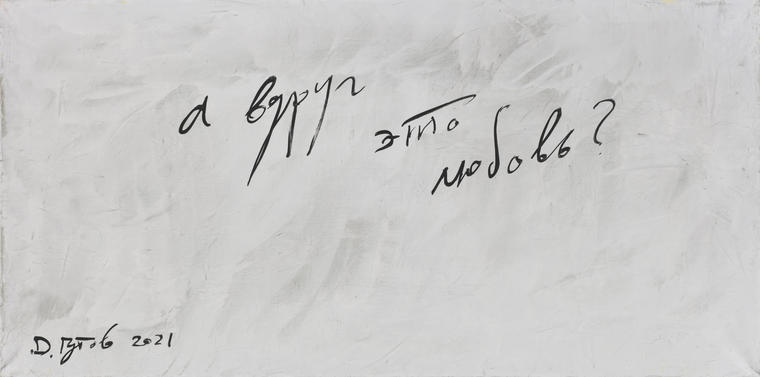 а вдруг
это
любовь?
Д. Гутов 2021